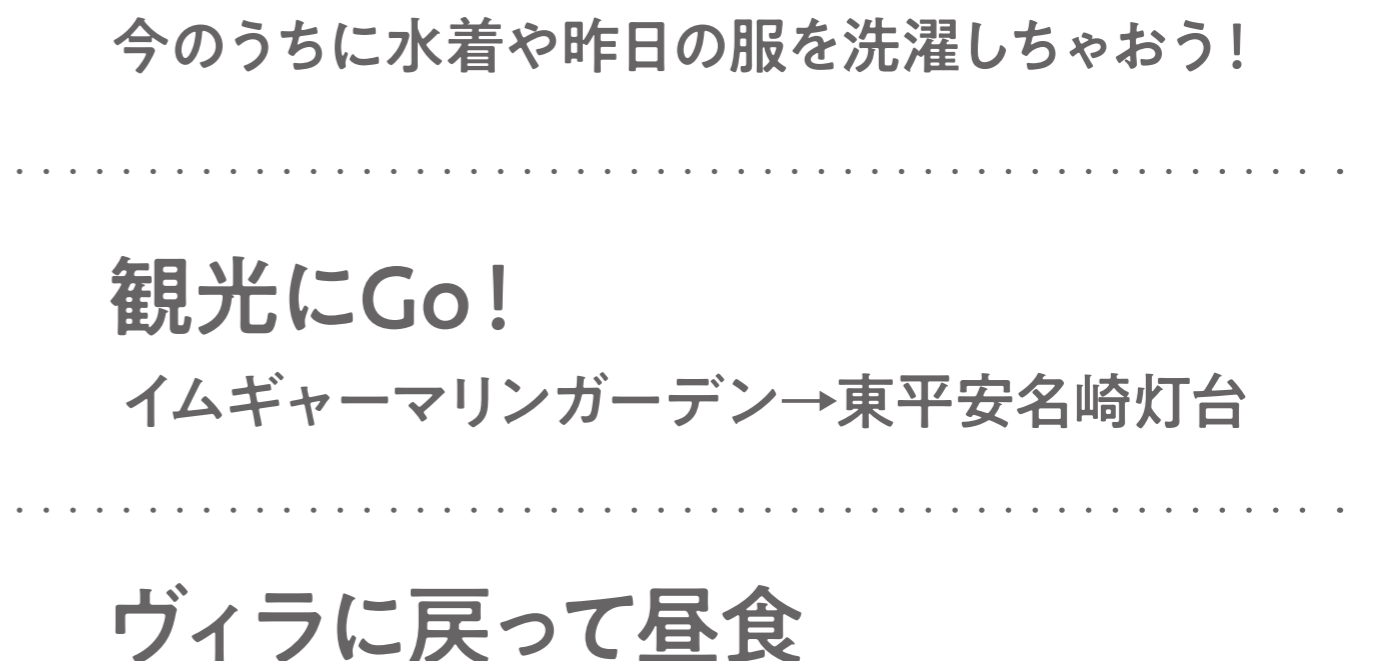 今のうちに水着や昨日の服を洗濯しちゃおう!
観光にGo!
イムギャーマリンガーデン→東平安名崎灯台
ヴィラに戻って昼食